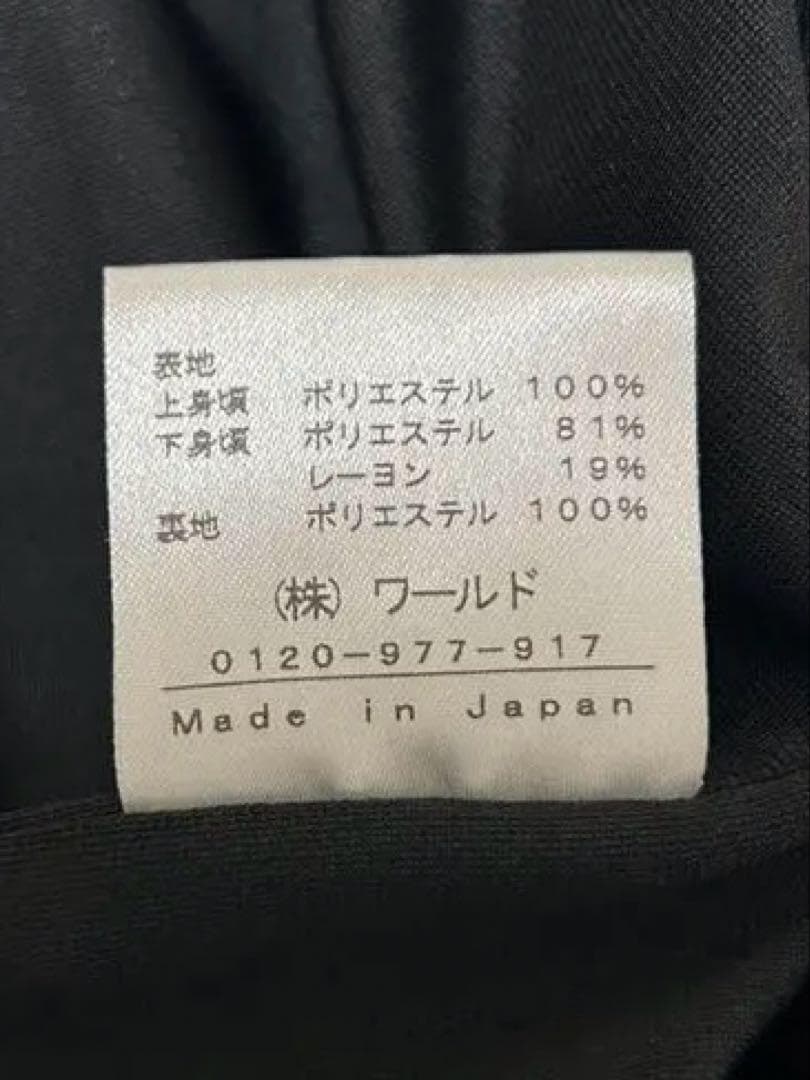 表地
上身頃 ポリエステル 100%
下身頃 ポリエステル 81%
レーヨン 19%
裏地 ポリエステル 100%
(株) ワールド
0120-977-917
Made in Japan